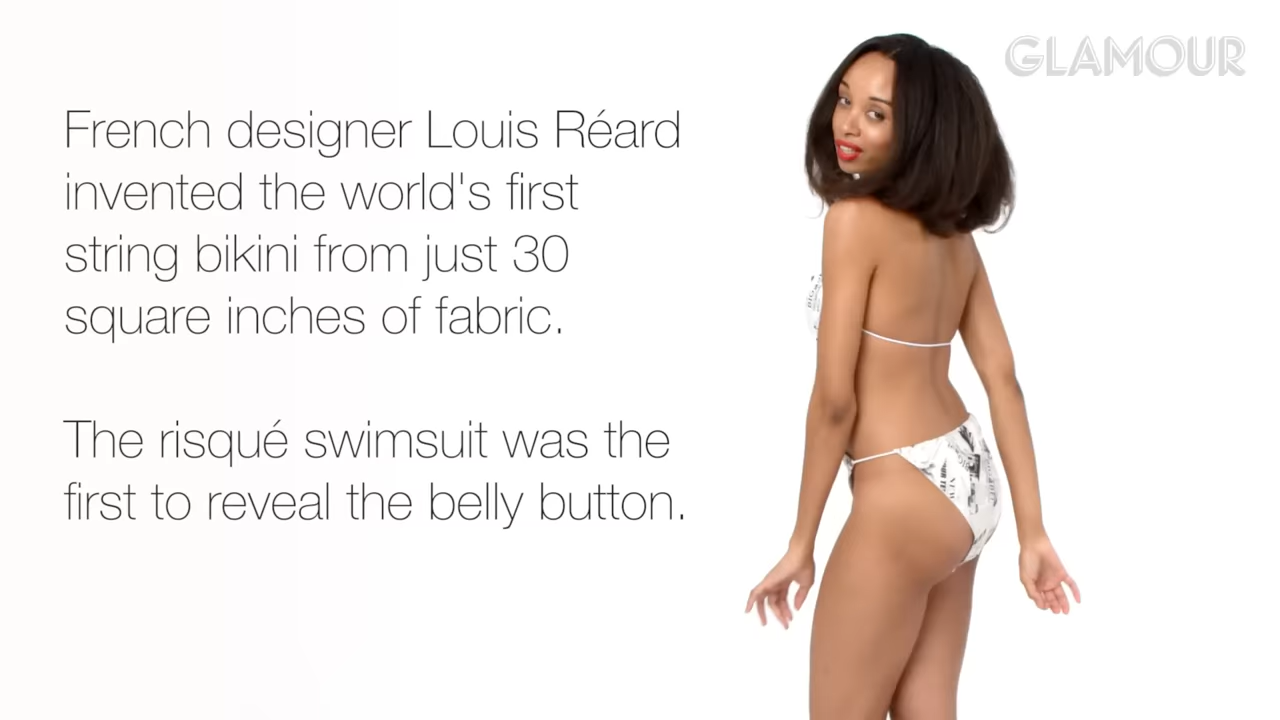 GLAMOUR
French designer Louis Réard
invented the world's first
string bikini from just 30
square inches of fabric.
The risqué swimsuit was the
first to reveal the belly button.